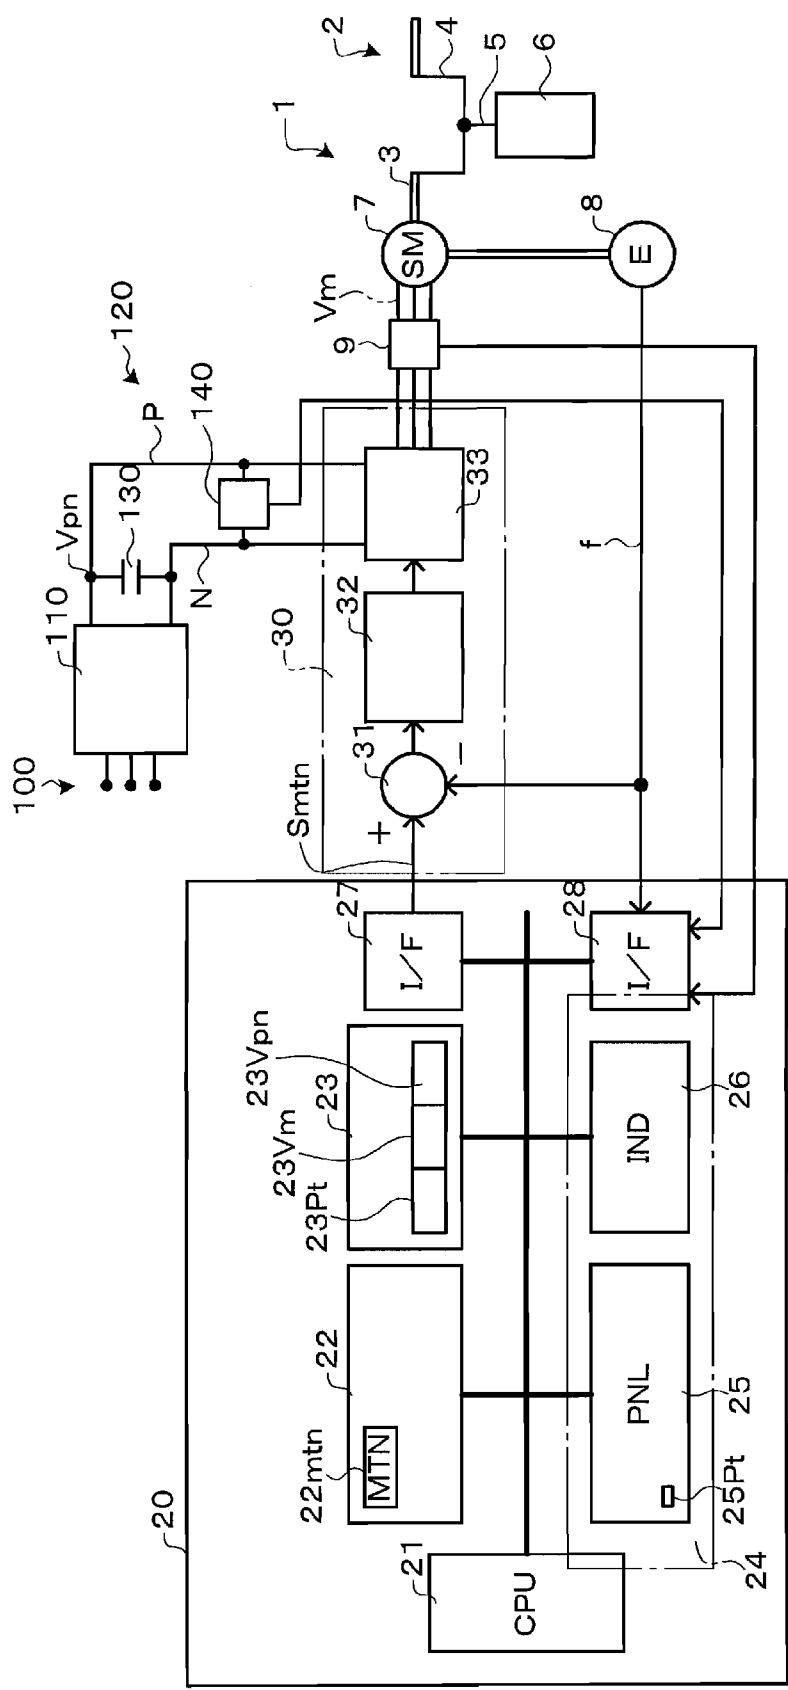 1
2
3
4
5
6
7
SM
8
E
Vm
9
120
P
140
130
Vpn
N
110
100
30
31
32
33
f
Smtn
+
−
20
27
I/F
28
I/F
23Vpn
23
23Vm
23Pt
26
IND
22
22mtn
MTN
PNL
25
25Pt
24
21
CPU